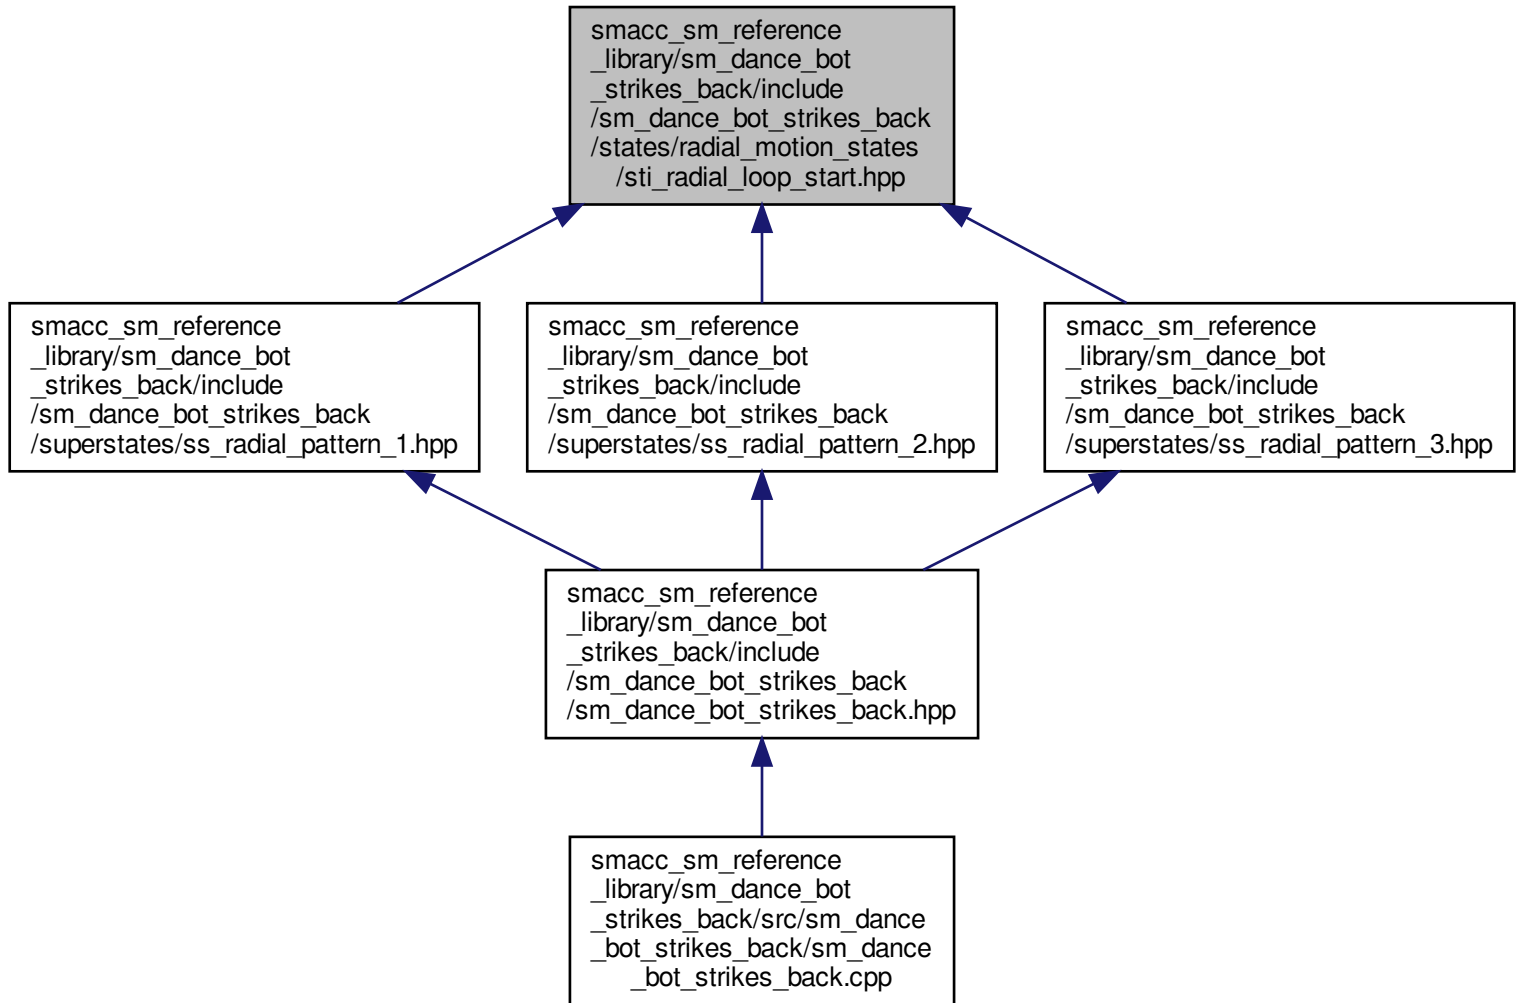 smacc_sm_reference
_library/sm_dance_bot
_strikes_back/include
/sm_dance_bot_strikes_back
/states/radial_motion_states
/sti_radial_loop_start.hpp
smacc_sm_reference
_library/sm_dance_bot
_strikes_back/include
/sm_dance_bot_strikes_back
/superstates/ss_radial_pattern_1.hpp
smacc_sm_reference
_library/sm_dance_bot
_strikes_back/include
/sm_dance_bot_strikes_back
/superstates/ss_radial_pattern_2.hpp
smacc_sm_reference
_library/sm_dance_bot
_strikes_back/include
/sm_dance_bot_strikes_back
/superstates/ss_radial_pattern_3.hpp
smacc_sm_reference
_library/sm_dance_bot
_strikes_back/include
/sm_dance_bot_strikes_back
/sm_dance_bot_strikes_back.hpp
smacc_sm_reference
_library/sm_dance_bot
_strikes_back/src/sm_dance
_bot_strikes_back/sm_dance
_bot_strikes_back.cpp